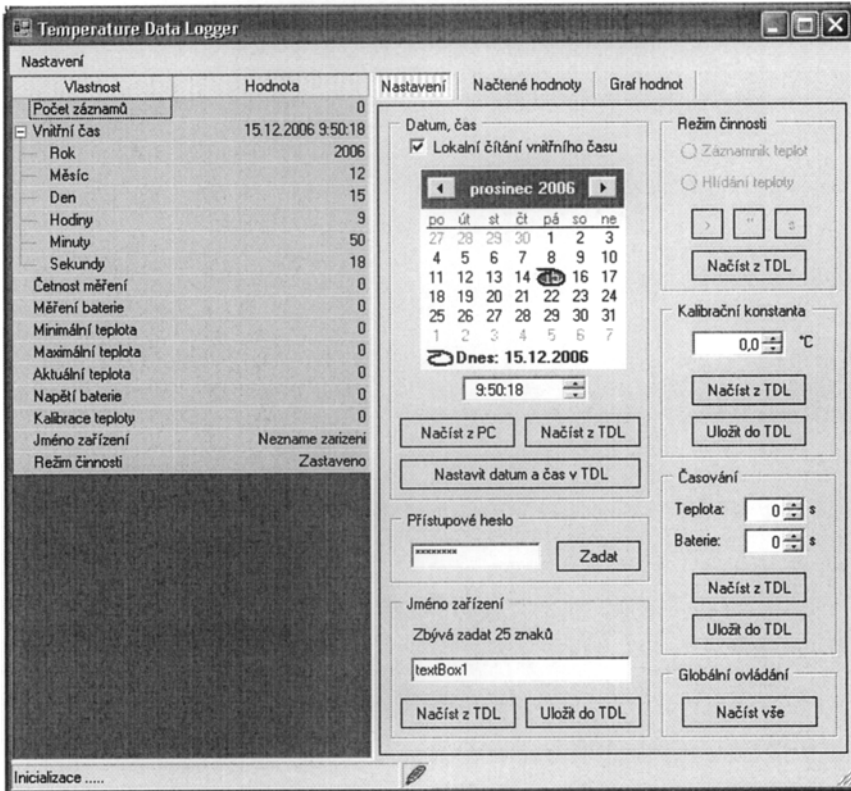 Temperature Data Logger
Nastavení
Vlastnost Hodnota
Počet záznamů 0
Vnitřní čas 15.12.2006 9:50:18
Rok 2006
Měsíc 12
Den 15
Hodiny 9
Minuty 50
Sekundy 18
Četnost měření 0
Měření baterie 0
Minimální teplota 0
Maximální teplota 0
Aktuální teplota 0
Napětí baterie 0
Kalibrace teploty 0
Jméno zařízení Nezname zarizeni
Režim činnosti Zastaveno
Nastavení Načtené hodnoty Graf hodnot
Datum, čas
Lokalní čítání vnitřního času
prosinec 2006
po út st čt pá so ne
27 28 29 30 1 2 3
4 5 6 7 8 9 10
11 12 13 14 15 16 17
18 19 20 21 22 23 24
25 26 27 28 29 30 31
1 2 3 4 5 6 7
Dnes: 15.12.2006
9:50:18
Načíst z PC Načíst z TDL
Nastavit datum a čas v TDL
Přístupové heslo
********
Zadat
Jméno zařízení
Zbývá zadat 25 znaků
textBox1
Načíst z TDL Uložit do TDL
Režim činnosti
Záznamnik teplot
Hlídání teploty
> " s
Načíst z TDL
Kalibrační konstanta
0,0 °C
Načíst z TDL
Uložit do TDL
Časování
Teplota: 0 s
Baterie: 0 s
Načíst z TDL
Uložit do TDL
Globální ovládání
Načíst vše
Inicializace .....